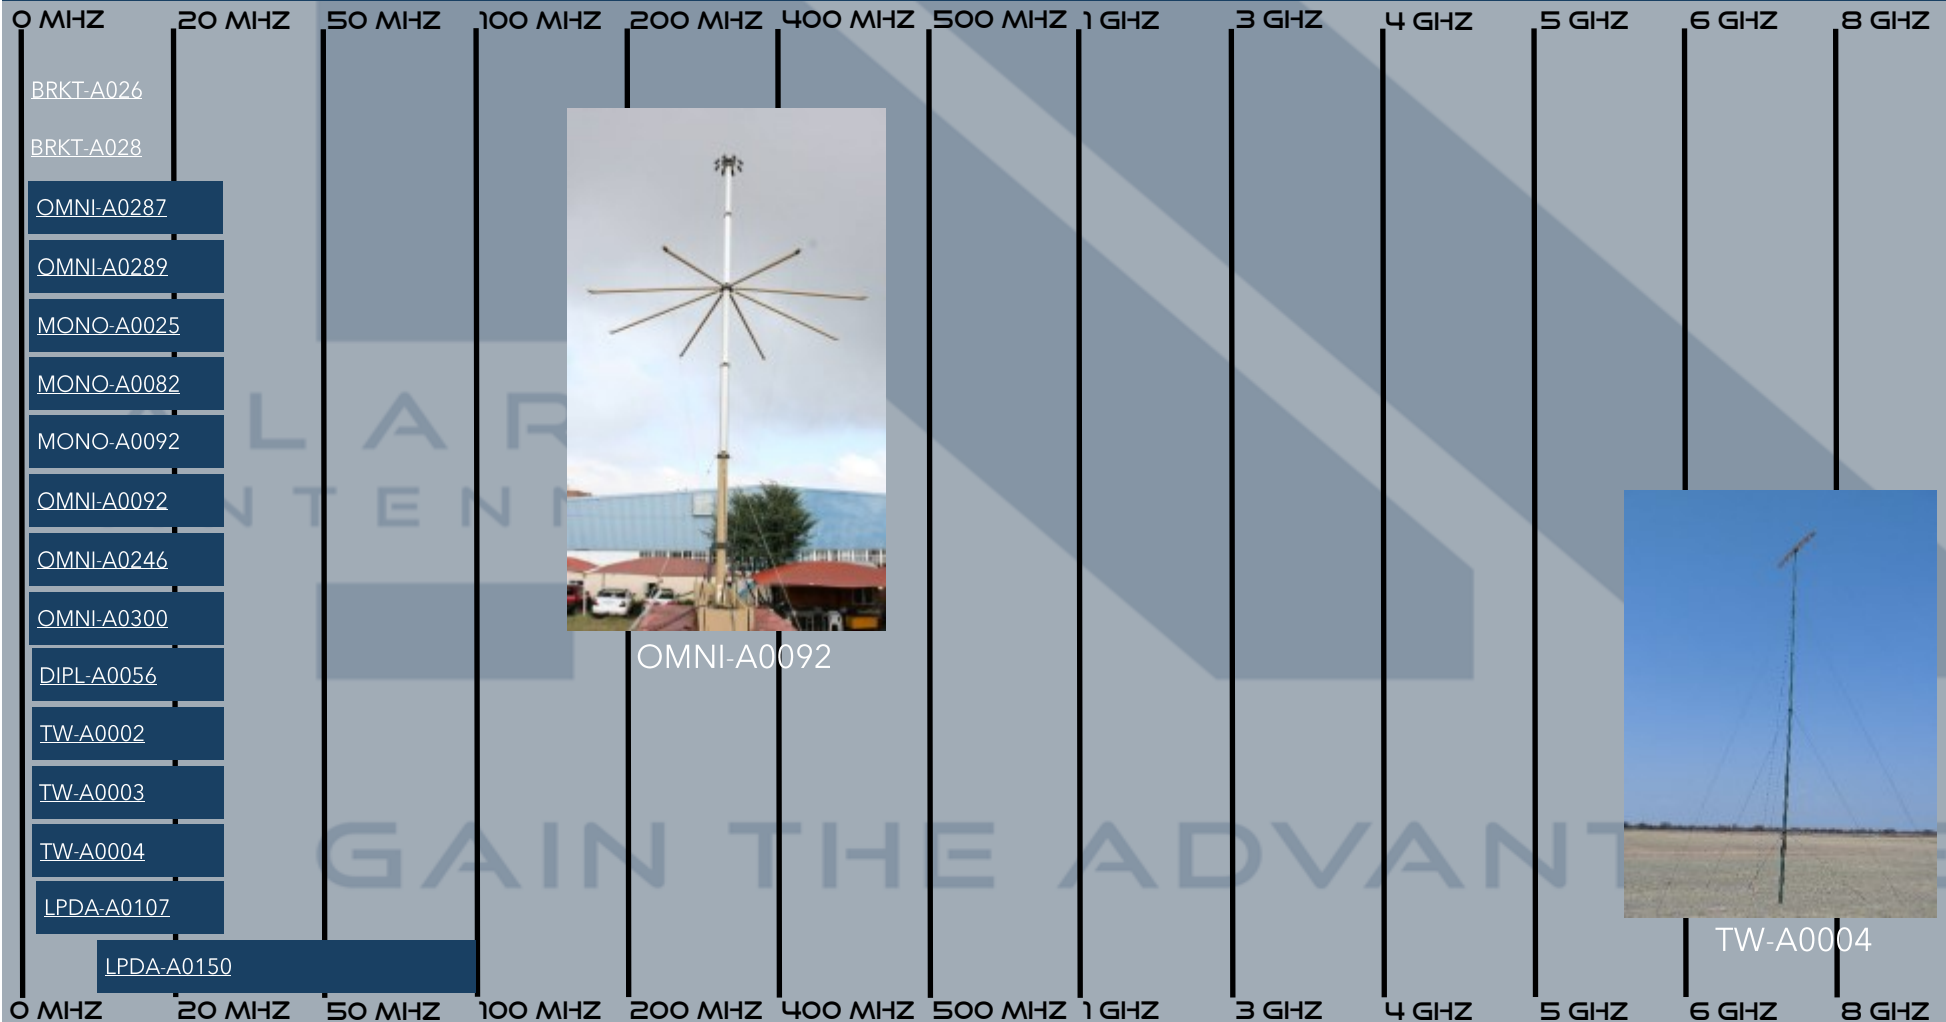 0 MHZ 20 MHZ 50 MHZ 100 MHZ 200 MHZ 400 MHZ 500 MHZ 1 GHZ 3 GHZ 4 GHZ 5 GHZ 6 GHZ 8 GHZ
BRKT-A026
BRKT-A028
OMNI-A0287
OMNI-A0289
MONO-A0025
MONO-A0082
MONO-A0092
OMNI-A0092
OMNI-A0246
OMNI-A0300
DIPL-A0056
TW-A0002
TW-A0003
TW-A0004
LPDA-A0107
LPDA-A0150
OMNI-A0092
TW-A0004
GAIN THE
0 MHZ 20 MHZ 50 MHZ 100 MHZ 200 MHZ 400 MHZ 500 MHZ 1 GHZ 3 GHZ 4 GHZ 5 GHZ 6 GHZ 8 GHZ